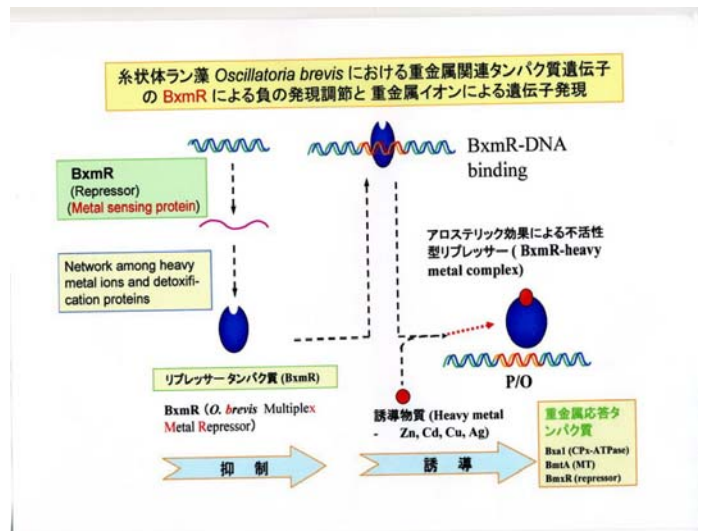 糸状体ラン藻 Oscillatoria brevis における重金属関連タンパク質遺伝子
の BxmR による負の発現調節と 重金属イオンによる遺伝子発現
BxmR
(Repressor)
(Metal sensing protein)
BxmR-DNA
binding
Network among heavy
metal ions and detoxifi-
cation proteins
アロステリック効果による不活性
型リプレッサー ( BxmR-heavy
metal complex)
P/O
リプレッサー タンパク質 (BxmR)
BxmR (O. brevis Multiplex
Metal Repressor)
誘導物質 (Heavy metal
- Zn, Cd, Cu, Ag)
重金属応答タ
ンパク質
Bxa1 (CPx-ATPase)
BmtA (MT)
BmxR (repressor)
抑 制
誘 導